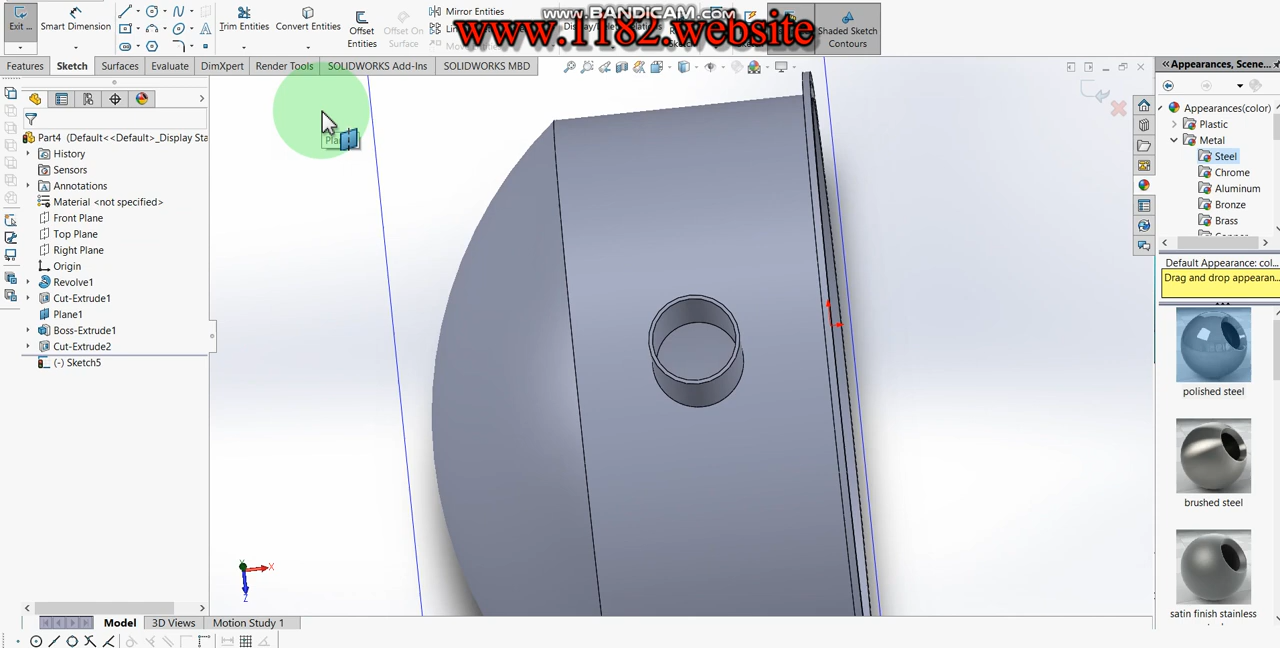 www.BANDICAM.com
www.1182.website
Exit ...
Smart Dimension
Trim Entities
Convert Entities
Offset Entities
Offset On Surface
Mirror Entities
Shaded Sketch Contours
Features
Sketch
Surfaces
Evaluate
DimXpert
Render Tools
SOLIDWORKS Add-Ins
SOLIDWORKS MBD
Part4 (Default<<Default>_Display Sta
History
Sensors
Annotations
Material <not specified>
Front Plane
Top Plane
Right Plane
Origin
Revolve1
Cut-Extrude1
Plane1
Boss-Extrude1
Cut-Extrude2
(-) Sketch5
X
Z
Model
3D Views
Motion Study 1
Appearances, Scene...
Appearances(color)
Plastic
Metal
Steel
Chrome
Aluminum
Bronze
Brass
Default Appearance: col...
Drag and drop appearan...
polished steel
brushed steel
satin finish stainless